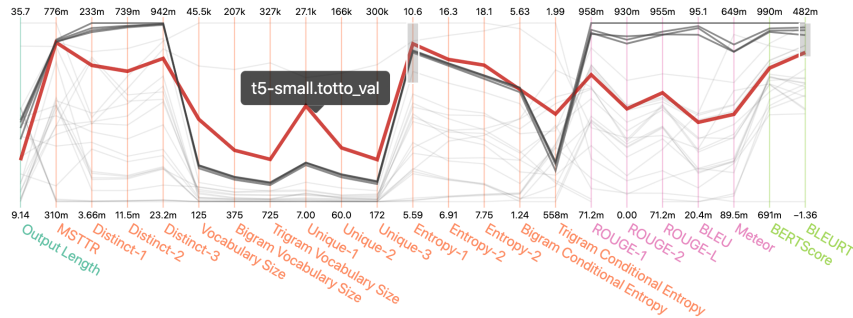 35.7 776m 233m 739m 942m 45.5k 207k 327k 27.1k 166k 300k 10.6 16.3 18.1 5.63 1.99 958m 930m 955m 95.1 649m 990m 482m
t5-small.totto_val
9.14 310m 3.66m 11.5m 23.2m 125 375 725 7.00 60.0 172 5.59 6.91 7.75 1.24 558m 71.2m 0.00 71.2m 20.4m 89.5m 691m −1.36
Output Length
MSTTR
Distinct-1
Distinct-2
Distinct-3
Vocabulary Size
Bigram Vocabulary Size
Trigram Vocabulary Size
Unique-1
Unique-2
Unique-3
Entropy-1
Entropy-2
Entropy-2
Bigram Conditional Entropy
Trigram Conditional Entropy
ROUGE-1
ROUGE-2
ROUGE-L
BLEU
Meteor
BERTScore
BLEURT